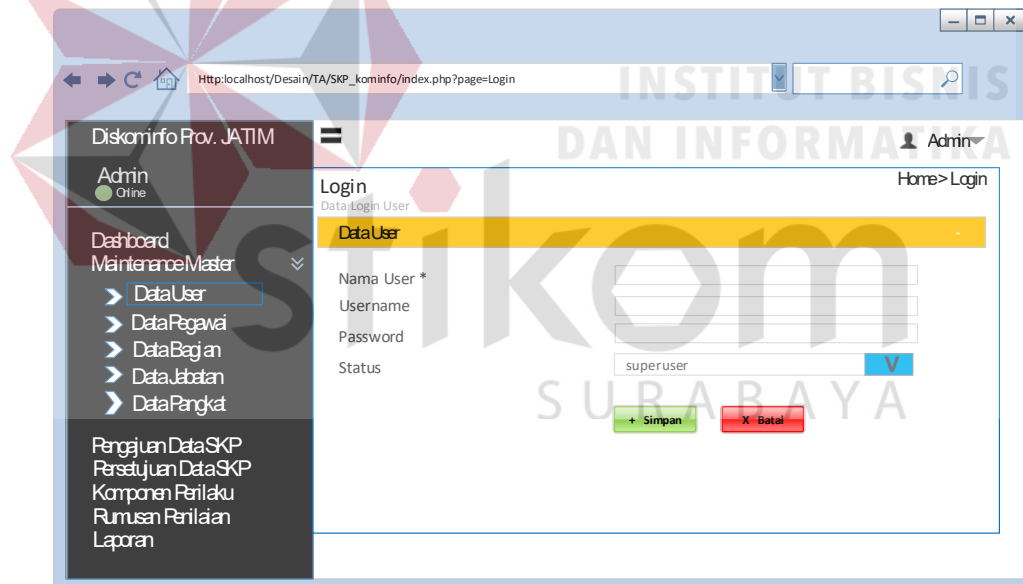 Http:localhost/Desain/TA/SKP_kominfo/index.php?page=Login
INSTITUT BISNIS
DAN INFORMATIKA
stikom
SURABAYA
Diskominfo Prov. JATIM
Admin
Admin
Online
Home> Login
Login
Data Login User
Data User
-
Dashboard
Maintenance Master
Data User
Data Pegawai
Data Bagian
Data Jabatan
Data Pangkat
Pengajuan Data SKP
Persetujuan Data SKP
Komponen Perilaku
Rumusan Penilaian
Laporan
Nama User *
Username
Password
Status
superuser
V
+ Simpan
X Batal